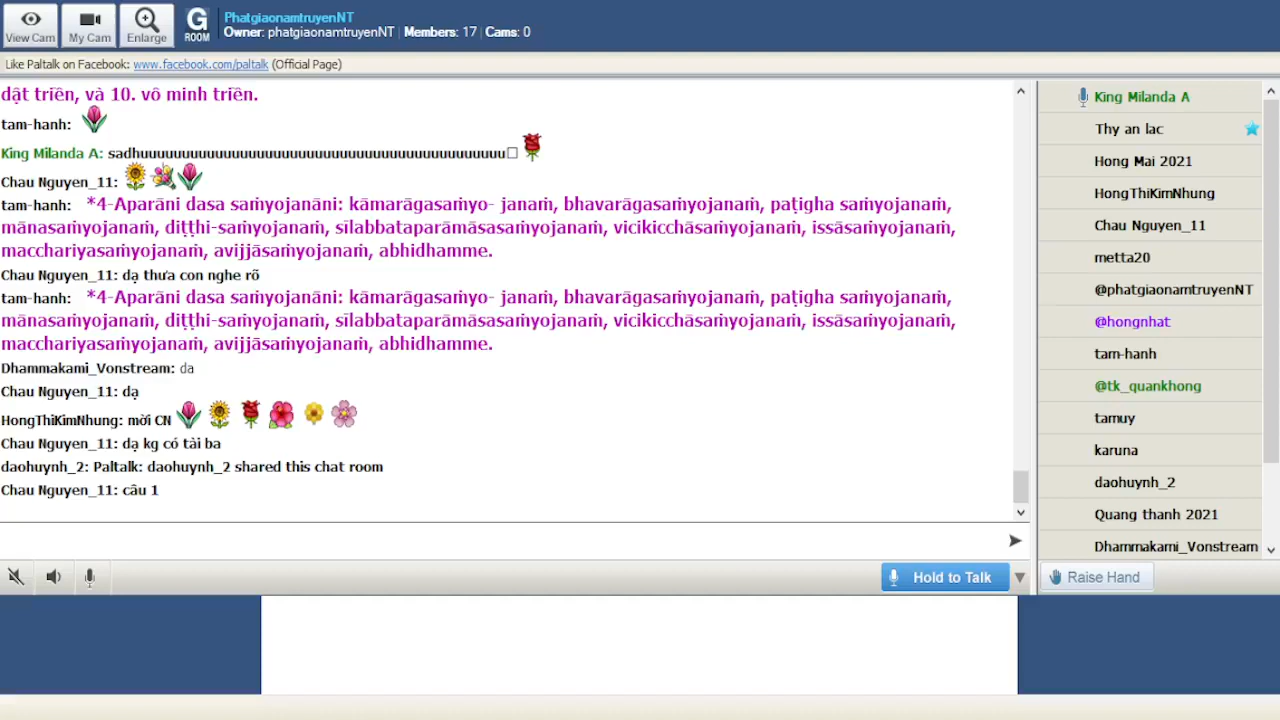 View Cam
My Cam
Enlarge
G
ROOM
PhatgiaonamtruyenNT
Owner: phatgiaonamtruyenNT | Members: 17 | Cams: 0
Like Paltalk on Facebook: www.facebook.com/paltalk (Official Page)
dật triền, và 10. vô minh triền.
tam-hanh:
King Milanda A: sadhuuuuuuuuuuuuuuuuuuuuuuuuuuuuuuuuuuuuuuuuuuuuuuu
Chau Nguyen_11:
tam-hanh: *4-Aparāni dasa saṁyojanāni: kāmarāgasaṁyo- janaṁ, bhavarāgasaṁyojanaṁ, paṭigha saṁyojanaṁ,
mānasaṁyojanaṁ, diṭṭhi-saṁyojanaṁ, sīlabbataparāmāsasaṁyojanaṁ, vicikicchāsaṁyojanaṁ, issāsaṁyojanaṁ,
macchariyasaṁyojanaṁ, avijjāsaṁyojanaṁ, abhidhamme.
Chau Nguyen_11: dạ thưa con nghe rõ
tam-hanh: *4-Aparāni dasa saṁyojanāni: kāmarāgasaṁyo- janaṁ, bhavarāgasaṁyojanaṁ, paṭigha saṁyojanaṁ,
mānasaṁyojanaṁ, diṭṭhi-saṁyojanaṁ, sīlabbataparāmāsasaṁyojanaṁ, vicikicchāsaṁyojanaṁ, issāsaṁyojanaṁ,
macchariyasaṁyojanaṁ, avijjāsaṁyojanaṁ, abhidhamme.
Dhammakami_Vonstream: da
Chau Nguyen_11: dạ
HongThiKimNhung: mời CN
Chau Nguyen_11: dạ kg có tài ba
daohuynh_2: Paltalk: daohuynh_2 shared this chat room
Chau Nguyen_11: câu 1
Hold to Talk
King Milanda A
Thy an lac
Hong Mai 2021
HongThiKimNhung
Chau Nguyen_11
metta20
@phatgiaonamtruyenNT
@hongnhat
tam-hanh
@tk_quankhong
tamuy
karuna
daohuynh_2
Quang thanh 2021
Dhammakami_Vonstream
Raise Hand